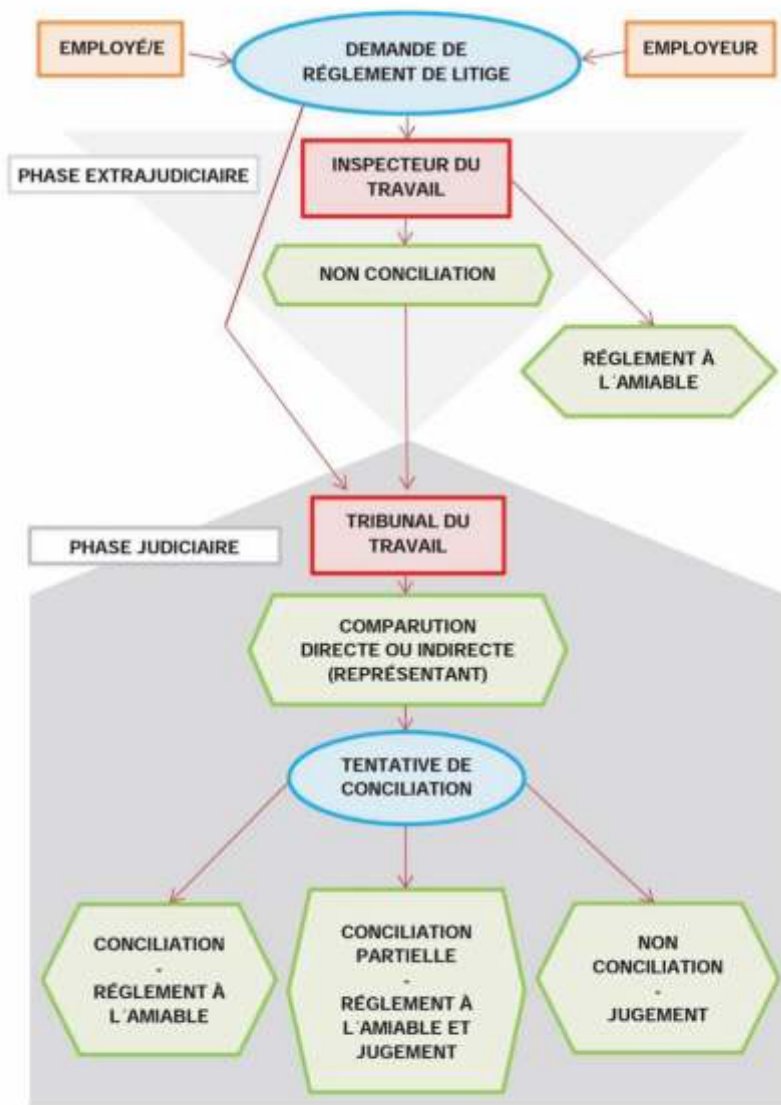 EMPLOYÉ/E
DEMANDE DE
RÉGLEMENT DE LITIGE
EMPLOYEUR
PHASE EXTRAJUDICIAIRE
INSPECTEUR DU
TRAVAIL
NON CONCILIATION
RÉGLEMENT À
L´AMIABLE
PHASE JUDICIAIRE
TRIBUNAL DU
TRAVAIL
COMPARUTION
DIRECTE OU INDIRECTE
(REPRÉSENTANT)
TENTATIVE DE
CONCILIATION
CONCILIATION
-
RÉGLEMENT À
L´AMIABLE
CONCILIATION
PARTIELLE
-
RÉGLEMENT À
L´AMIABLE ET
JUGEMENT
NON
CONCILIATION
-
JUGEMENT